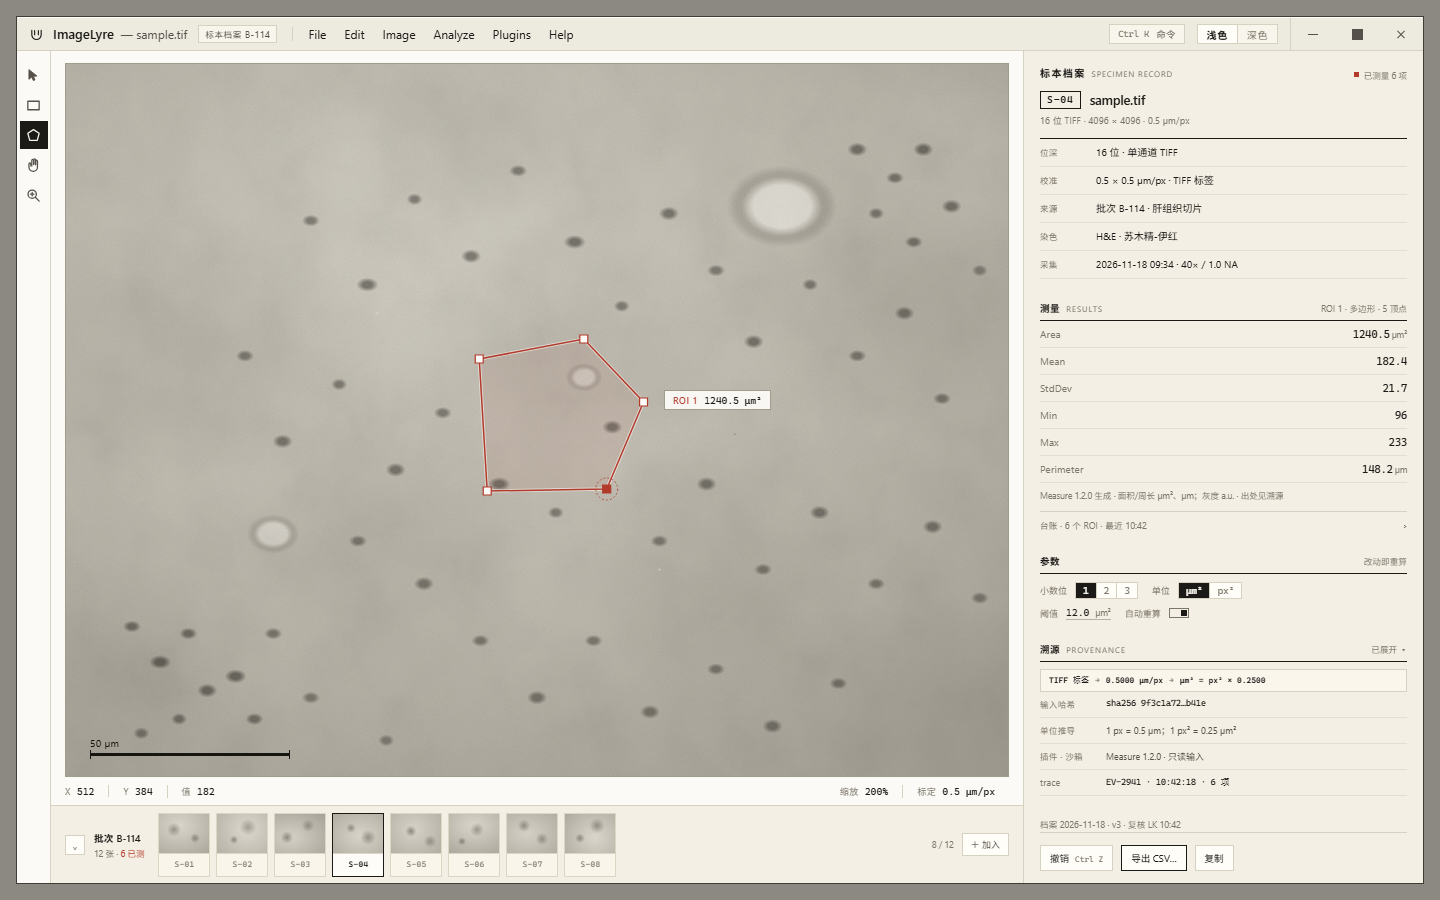 ImageLyre — sample.tif 标本档案 B-114 File Edit Image Analyze Plugins Help Ctrl K 命令 浅色 深色
ROI 1 1240.5 µm²
50 µm
X 512 Y 384 值 182 缩放 200% 标定 0.5 µm/px
批次 B-114
12 张 · 6 已测
S-01 S-02 S-03 S-04 S-05 S-06 S-07 S-08
8 / 12 + 加入
标本档案 SPECIMEN RECORD 已测量 6 项
S-04 sample.tif
16 位 TIFF · 4096 × 4096 · 0.5 µm/px
位深 16 位 · 单通道 TIFF
校准 0.5 × 0.5 µm/px · TIFF 标签
来源 批次 B-114 · 肝组织切片
染色 H&E · 苏木精-伊红
采集 2026-11-18 09:34 · 40× / 1.0 NA
测量 RESULTS ROI 1 · 多边形 · 5 顶点
Area 1240.5 µm²
Mean 182.4
StdDev 21.7
Min 96
Max 233
Perimeter 148.2 µm
Measure 1.2.0 生成 · 面积/周长 µm²、µm；灰度 a.u. · 出处见溯源
台账 · 6 个 ROI · 最近 10:42 ›
参数 改动即重算
小数位 1 2 3 单位 µm² px²
阈值 12.0 µm² 自动重算
溯源 PROVENANCE 已展开
TIFF 标签 → 0.5000 µm/px → µm² = px² × 0.2500
输入哈希 sha256 9f3c1a72…b41e
单位推导 1 px = 0.5 µm；1 px² = 0.25 µm²
插件 · 沙箱 Measure 1.2.0 · 只读输入
trace EV-2941 · 10:42:18 · 6 项
档案 2026-11-18 · v3 · 复核 LK 10:42
撤销 Ctrl Z 导出 CSV… 复制